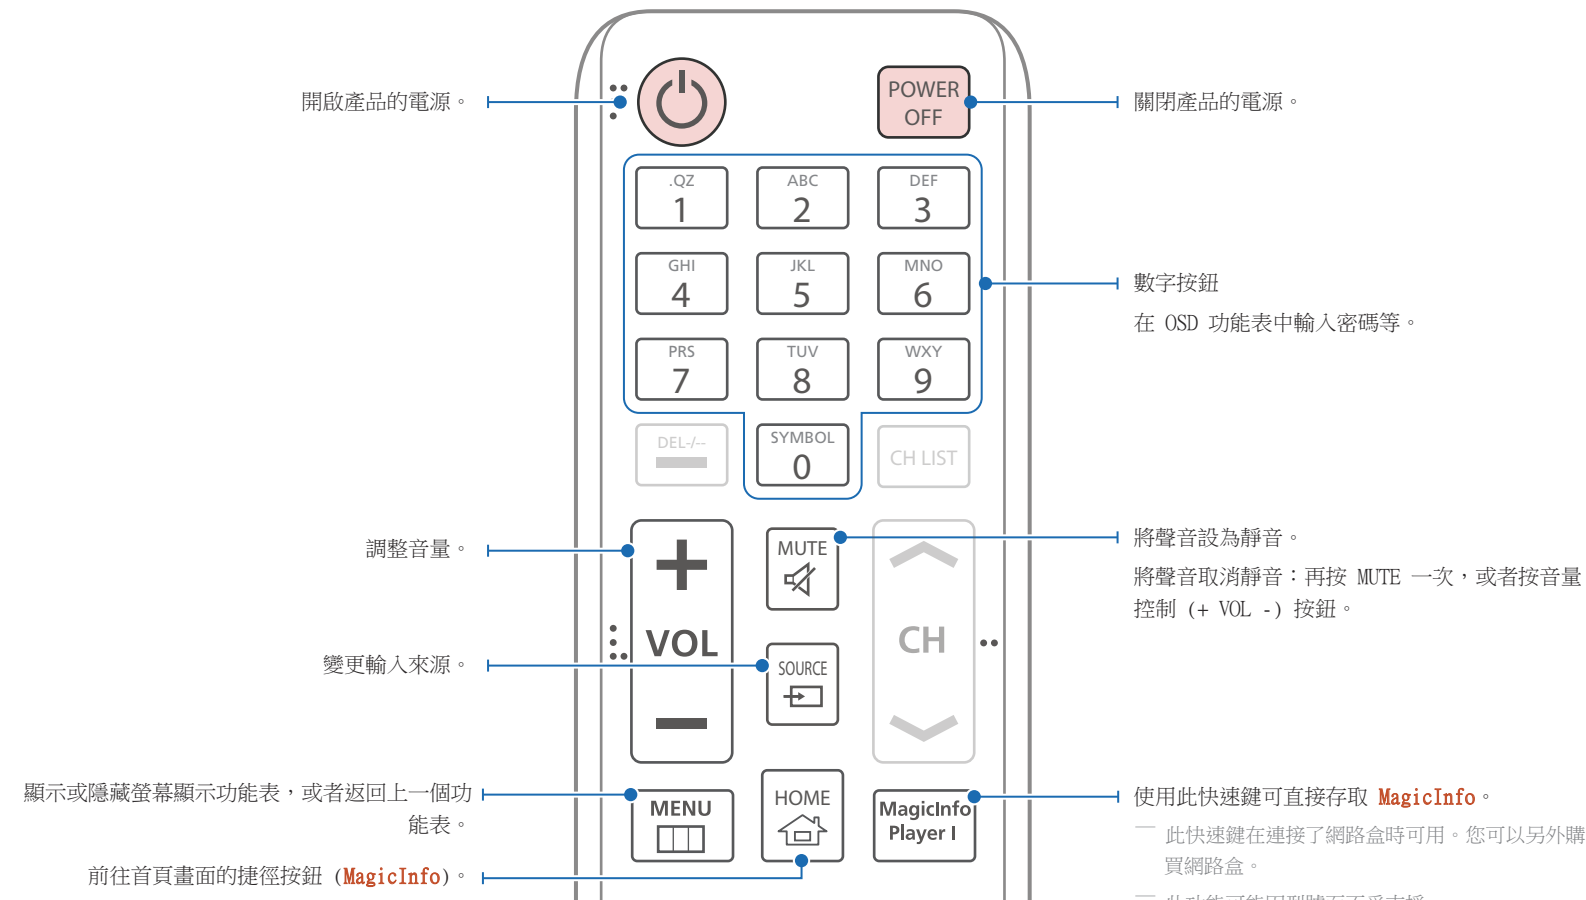 開啟產品的電源。
POWER
OFF
關閉產品的電源。
.QZ
1
ABC
2
DEF
3
GHI
4
JKL
5
MNO
6
數字按鈕
在 OSD 功能表中輸入密碼等。
PRS
7
TUV
8
WXY
9
DEL-/--
SYMBOL
0
CH LIST
調整音量。
VOL
MUTE
將聲音設為靜音。
將聲音取消靜音：再按 MUTE 一次，或者按音量
控制 (+ VOL -) 按鈕。
變更輸入來源。
SOURCE
CH
顯示或隱藏螢幕顯示功能表，或者返回上一個功
能表。
MENU
HOME
MagicInfo
Player I
使用此快速鍵可直接存取 MagicInfo。
此快速鍵在連接了網路盒時可用。您可以另外購
買網路盒。
前往首頁畫面的捷徑按鈕 (MagicInfo)。